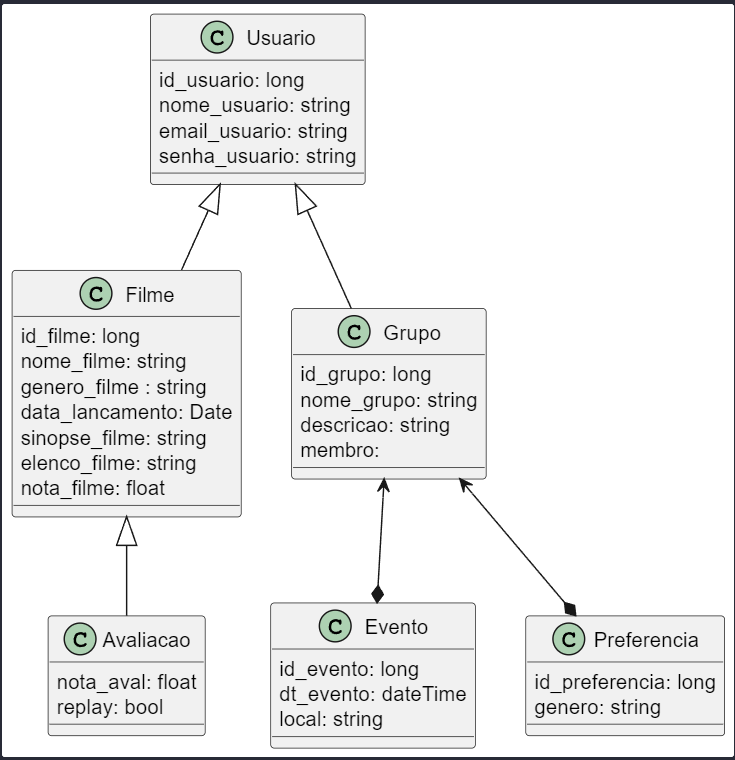 C Usuario
id_usuario: long
nome_usuario: string
email_usuario: string
senha_usuario: string
C Filme
id_filme: long
nome_filme: string
genero_filme : string
data_lancamento: Date
sinopse_filme: string
elenco_filme: string
nota_filme: float
C Grupo
id_grupo: long
nome_grupo: string
descricao: string
membro:
C Avaliacao
nota_aval: float
replay: bool
C Evento
id_evento: long
dt_evento: dateTime
local: string
C Preferencia
id_preferencia: long
genero: string